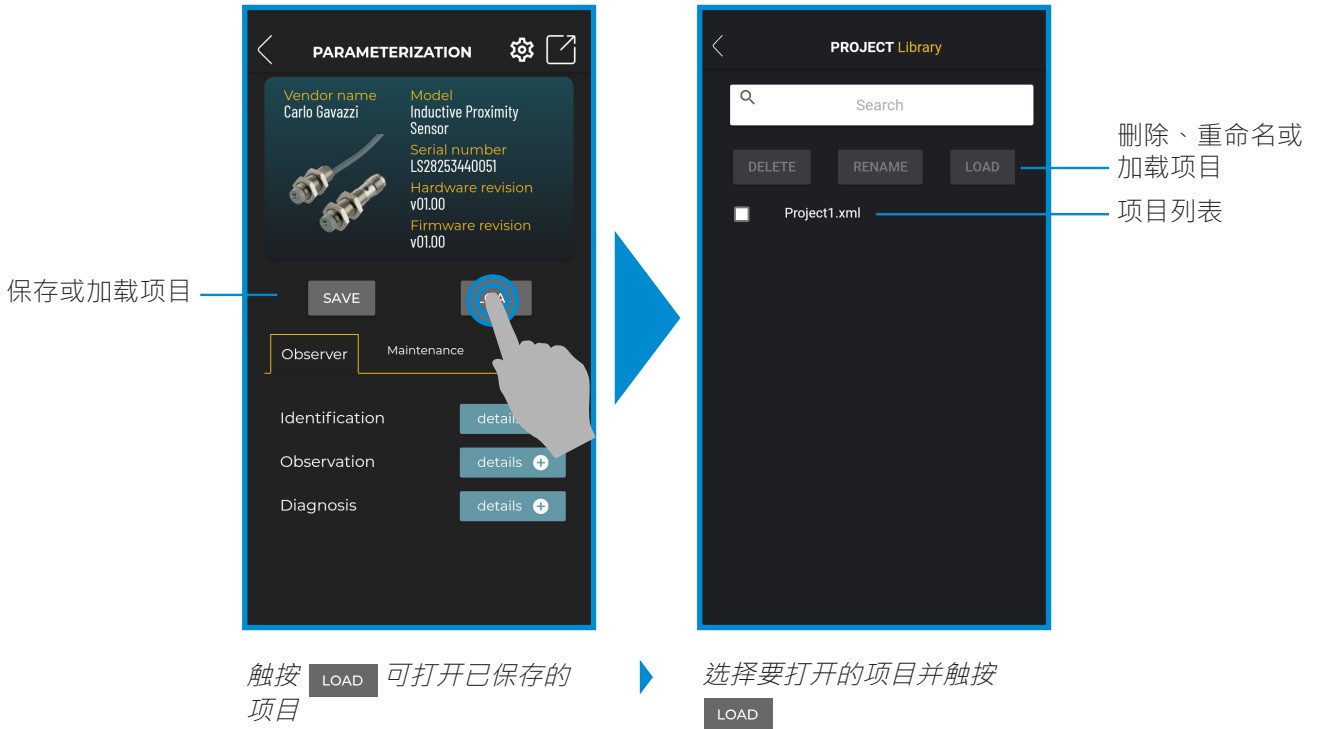 PARAMETERIZATION
Vendor name
Carlo Gavazzi
Model
Inductive Proximity
Sensor
Serial number
LS28253440051
Hardware revision
v01.00
Firmware revision
v01.00
保存或加载项目
SAVE
Observer
Maintenance
Identification
Observation
details
Diagnosis
details
触按 LOAD 可打开已保存的
项目
PROJECT Library
Search
DELETE
RENAME
LOAD
Project1.xml
删除、重命名或
加载项目
项目列表
选择要打开的项目并触按
LOAD